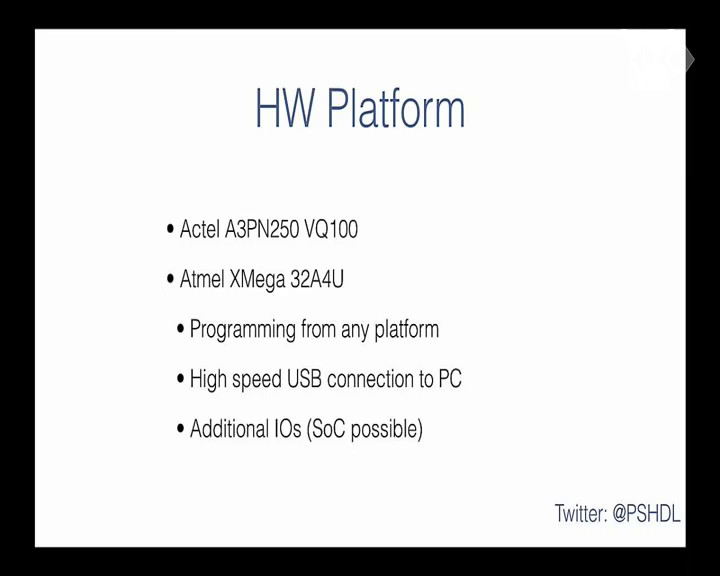 HW Platform
• Actel A3PN250 VQ100
• Atmel XMega 32A4U
• Programming from any platform
• High speed USB connection to PC
• Additional IOs (SoC possible)
Twitter: @PSHDL